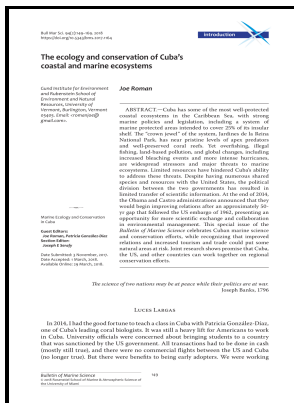 Bull Mar Sci. 94(2):149–169. 2018
https://doi.org/10.5343/bms.2017.1164
introduction
The ecology and conservation of Cuba's
coastal and marine ecosystems
Gund Institute for Environment
and Rubenstein School of
Environment and Natural
Resources, University of
Vermont, Burlington, Vermont
05405. Email: <romanjoe@
gmail.com>.
Marine Ecology and Conservation
in Cuba
Guest Editors:
Joe Roman, Patricia González-Díaz
Section Editor:
Joseph E Serafy
Date Submitted: 3 November, 2017.
Date Accepted: 1 March, 2018.
Available Online: 29 March, 2018.
Joe Roman
ABSTRACT.—Cuba has some of the most well-protected
coastal ecosystems in the Caribbean Sea, with strong
marine policies and legislation, including a system of
marine protected areas intended to cover 25% of its insular
shelf. The "crown jewel" of the system, Jardines de la Reina
National Park, has near pristine levels of apex predators
and well-preserved coral reefs. Yet overfishing, illegal
fishing, land-based pollution, and global changes, including
increased bleaching events and more intense hurricanes,
are widespread stressors and major threats to marine
ecosystems. Limited resources have hindered Cuba's ability
to address these threats. Despite having numerous shared
species and resources with the United States, the political
division between the two governments has resulted in
limited transfer of scientific information. At the end of 2014,
the Obama and Castro administrations announced that they
would begin improving relations after an approximately 50-
yr gap that followed the US embargo of 1962, presenting an
opportunity for more scientific exchange and collaboration
on environmental management. This special issue of the
Bulletin of Marine Science celebrates Cuban marine science
and conservation efforts, while recognizing that improved
relations and increased tourism and trade could put some
natural areas at risk. Joint research shows promise that Cuba,
the US, and other countries can work together on regional
conservation efforts.
The science of two nations may be at peace while their politics are at war.
Joseph Banks, 1796
Lucas Largas
In 2014, I had the good fortune to teach a class in Cuba with Patricia González-Díaz,
one of Cuba's leading coral biologists. It was still a heavy lift for Americans to work
in Cuba. University officials were concerned about bringing students to a country
that was sanctioned by the US government. All transactions had to be done in cash
(mostly still true), and there were no commercial flights between the US and Cuba
(no longer true). But there were benefits to being early adopters. We were working
Bulletin of Marine Science
© 2018 Rosenstiel School of Marine & Atmospheric Science of
the University of Miami
149